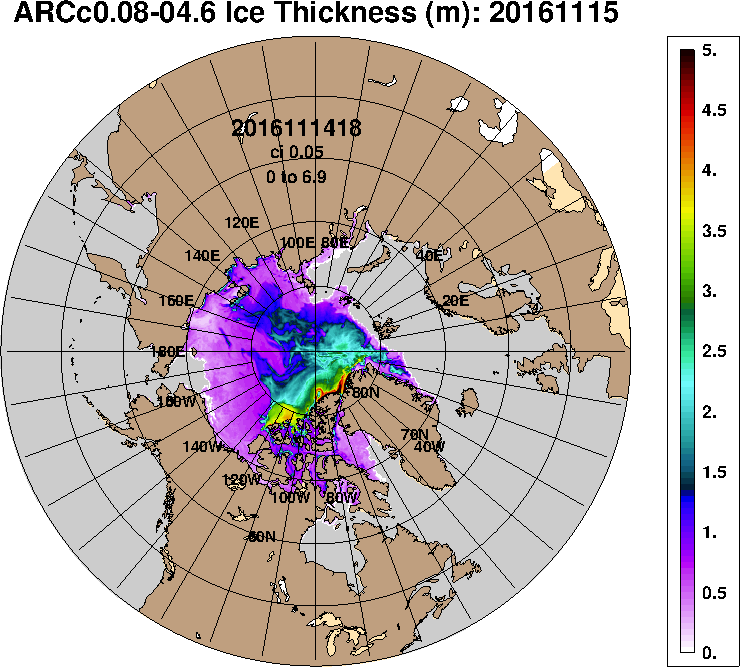 ARCc0.08-04.6 Ice Thickness (m): 20161115
5.
4.5
4.
3.5
3.
2.5
2.
1.5
1.
0.5
0.
2016111418
ci 0.05
0 to 6.9
120E
100E 80E
140E
40E
160E
20E
180E
80N
160W
70N
140W
40W
120W
100W
80W
60N